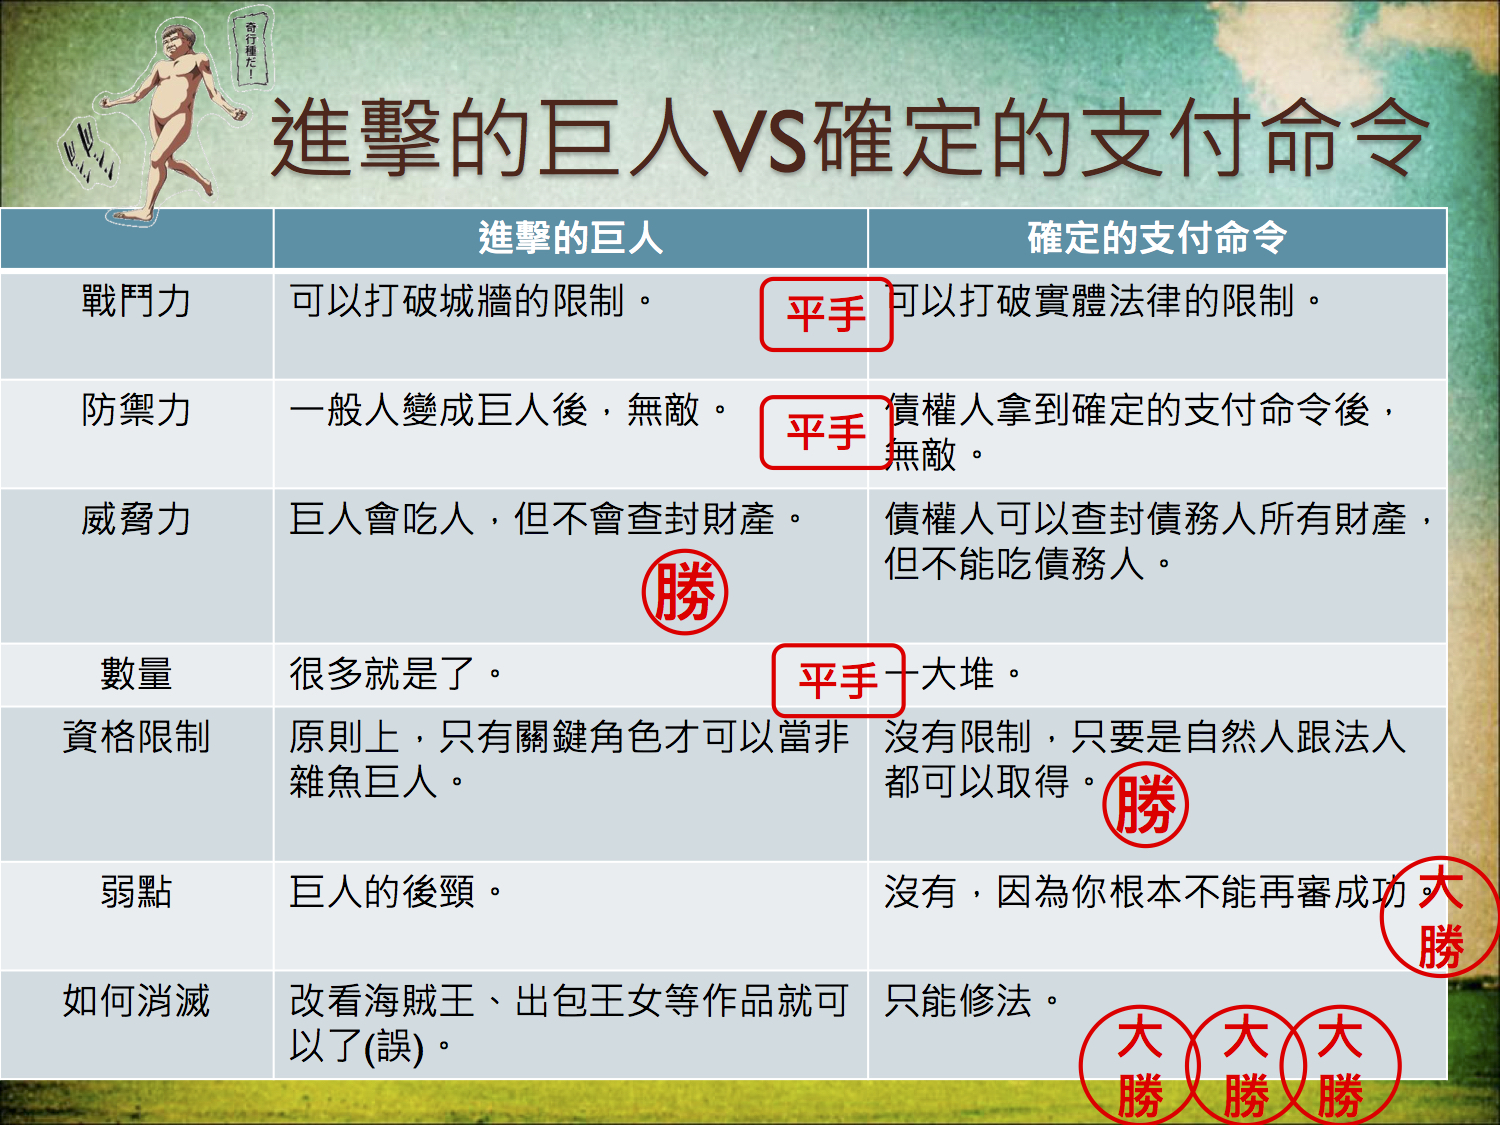 奇行種だ！
進擊的巨人VS確定的支付命令
進擊的巨人
確定的支付命令
戰鬥力
可以打破城牆的限制。
平手
可以打破實體法律的限制。
防禦力
一般人變成巨人後，無敵。
平手
債權人拿到確定的支付命令後，
無敵。
威脅力
巨人會吃人，但不會查封財產。
勝
債權人可以查封債務人所有財產，
但不能吃債務人。
數量
很多就是了。
平手
一大堆。
資格限制
原則上，只有關鍵角色才可以當非
雜魚巨人。
沒有限制，只要是自然人跟法人
都可以取得。
勝
弱點
巨人的後頸。
沒有，因為你根本不能再審成功。
大
勝
如何消滅
改看海賊王、出包王女等作品就可
以了(誤)。
只能修法。
大
勝
大
勝
大
勝